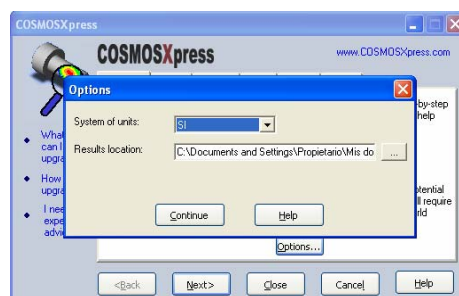 COSMOSXpress
COSMOSXpress
www.COSMOSXpress.com
Options
System of units:
SI
Results location:
C:\Documents and Settings\Propietario\Mis do
...
Continue
Help
by-step
help
What
can I
upgra
How
upgra
I nee
expe
advi
tential
ll require
rld
Options...
<Back
Next>
Close
Cancel
Help